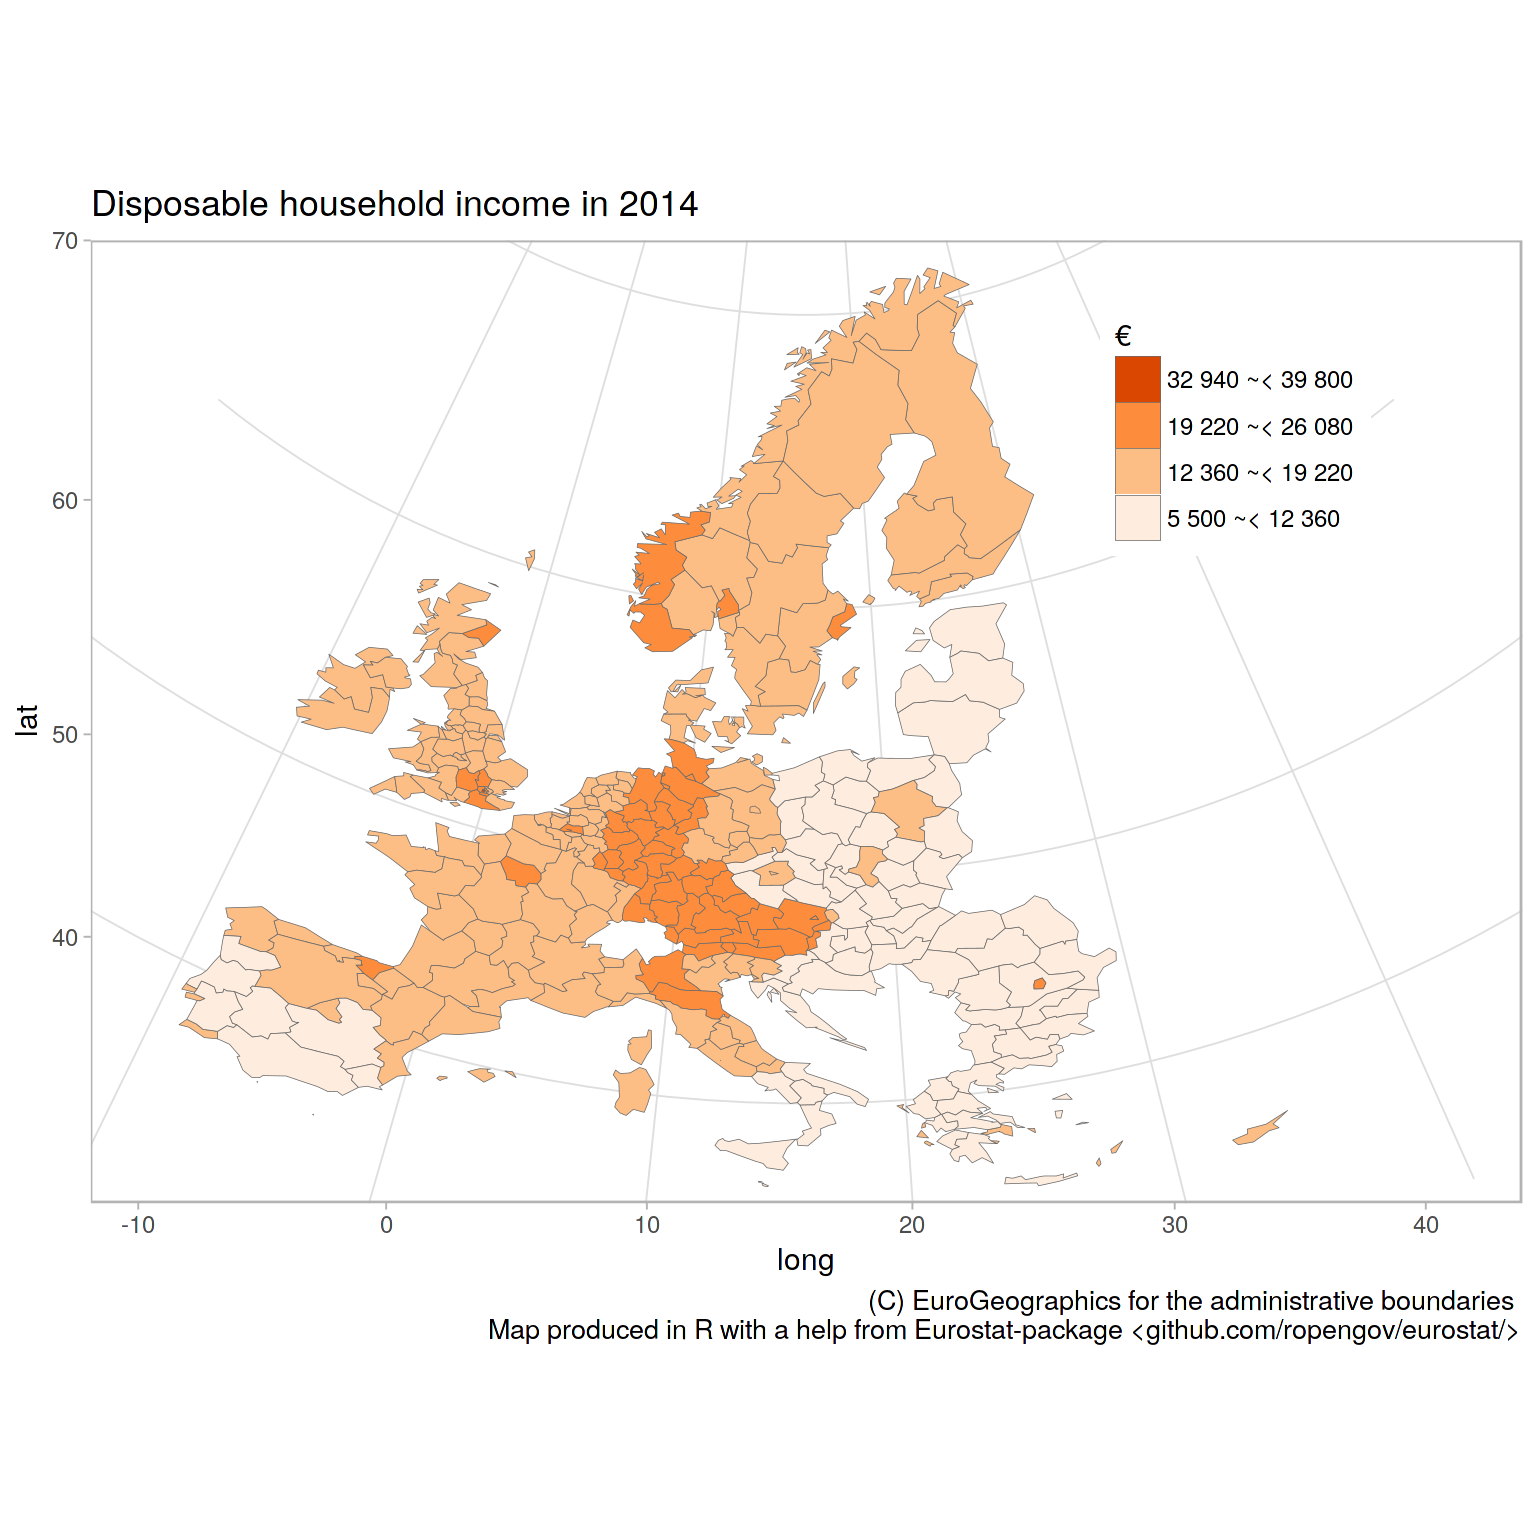 Disposable household income in 2014
70
60
50
40
lat
€
32 940 ~< 39 800
19 220 ~< 26 080
12 360 ~< 19 220
5 500 ~< 12 360
-10 0 10 20 30 40
long
(C) EuroGeographics for the administrative boundaries
Map produced in R with a help from Eurostat-package <github.com/ropengov/eurostat/>